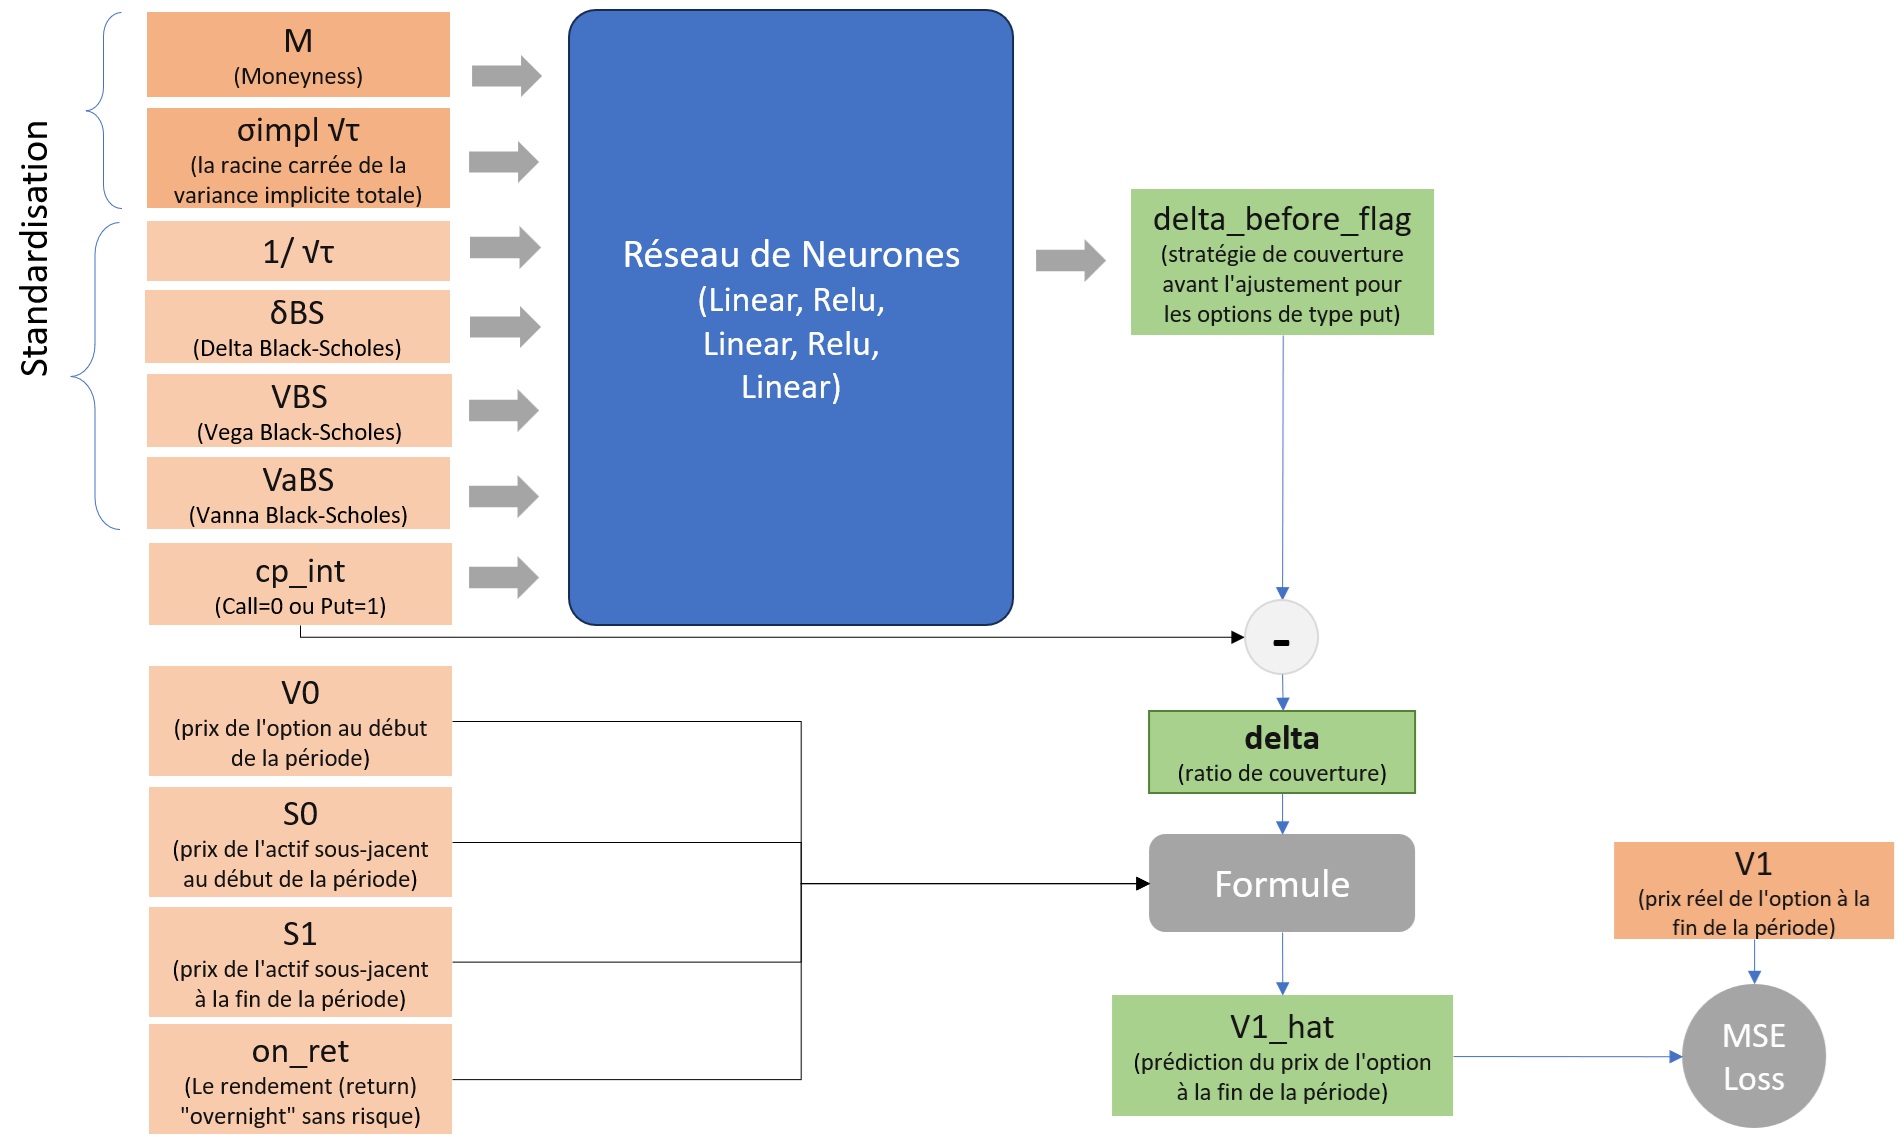 Standardisation
M
(Moneyness)
σimpl √τ
(la racine carrée de la
variance implicite totale)
1/ √τ
δBS
(Delta Black-Scholes)
VBS
(Vega Black-Scholes)
VaBS
(Vanna Black-Scholes)
cp_int
(Call=0 ou Put=1)
Réseau de Neurones
(Linear, Relu,
Linear, Relu,
Linear)
delta_before_flag
(stratégie de couverture
avant l'ajustement pour
les options de type put)
-
V0
(prix de l'option au début
de la période)
S0
(prix de l'actif sous-jacent
au début de la période)
S1
(prix de l'actif sous-jacent
à la fin de la période)
on_ret
(Le rendement (return)
"overnight" sans risque)
delta
(ratio de couverture)
Formule
V1_hat
(prédiction du prix de l'option
à la fin de la période)
V1
(prix réel de l'option à la
fin de la période)
MSE
Loss